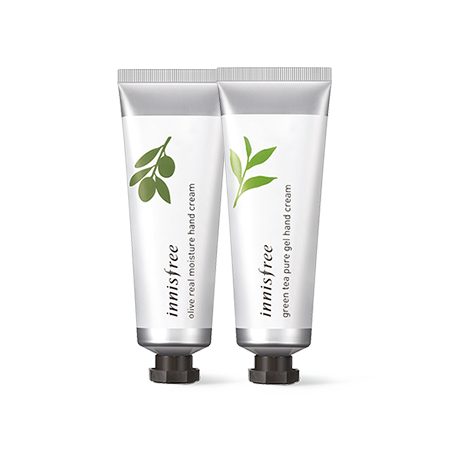 innisfree
olive real moisture hand cream
innisfree
green tea pure gel hand cream